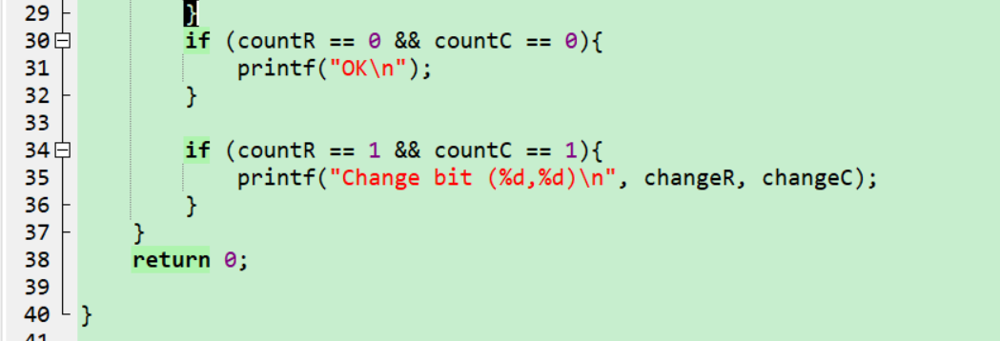 29 }
30 if (countR == 0 && countC == 0){
31 printf("OK\n");
32 }
33
34 if (countR == 1 && countC == 1){
35 printf("Change bit (%d,%d)\n", changeR, changeC);
36 }
37 }
38 return 0;
39
40 }
41